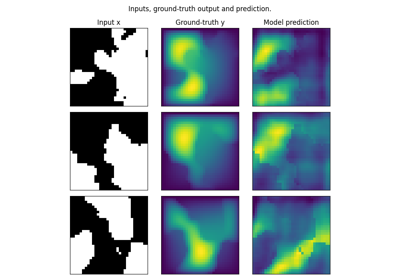 Inputs, ground-truth output and prediction.
Input x
Ground-truth y
Model prediction